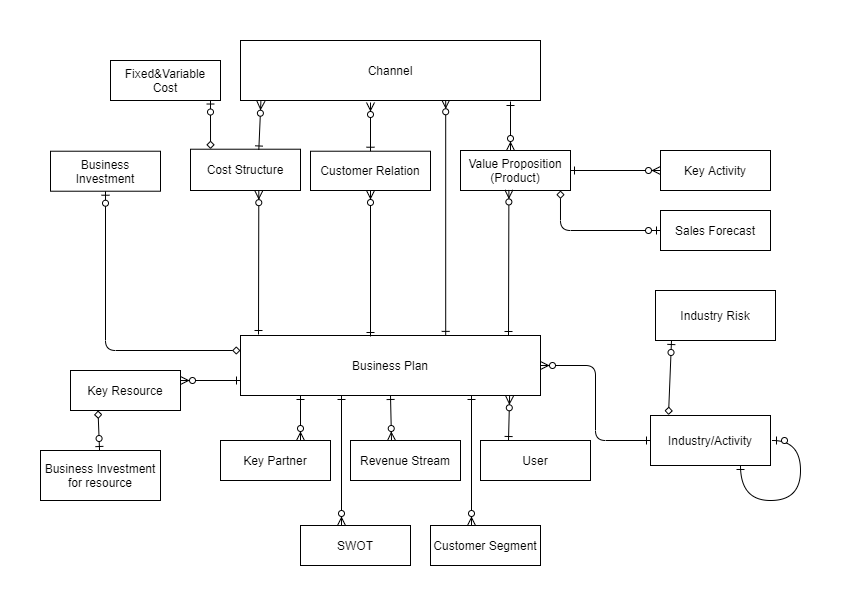 Channel
Fixed&Variable
Cost
Business
Investment
Cost Structure
Customer Relation
Value Proposition
(Product)
Key Activity
Sales Forecast
Industry Risk
Business Plan
Key Resource
Industry/Activity
Business Investment
for resource
Key Partner
Revenue Stream
User
SWOT
Customer Segment